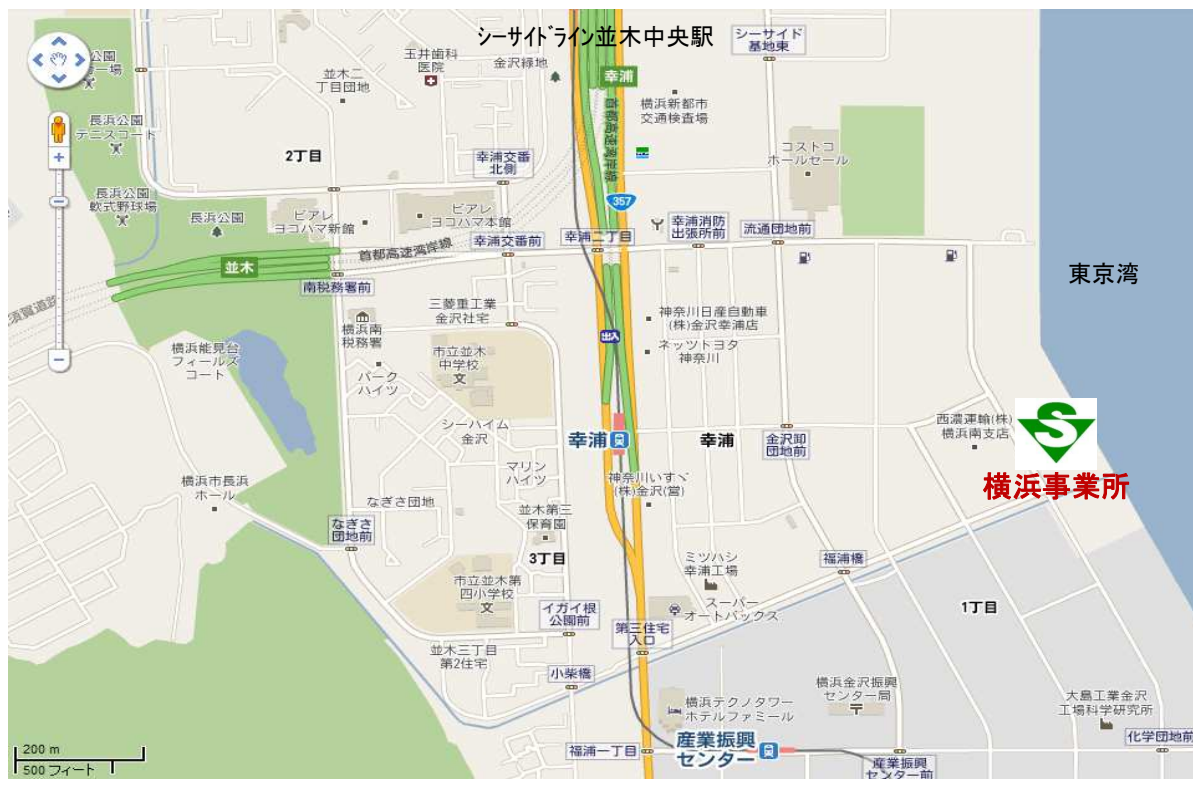 シーサイドライン並木中央駅
シーサイド
基地東
公園
一場
玉井歯科
医院
金沢緑地
並木二
丁目団地
幸浦
横浜新都市
交通検査場
首都高速湾岸線
長浜公園
テニスコート
2丁目
幸浦交番
北側
コストコ
ホールセール
357
長浜公園
軟式野球場
長浜公園
ビアレ
ヨコハマ新館
ビアレ
ヨコハマ本館
幸浦交番前
幸浦二丁目
幸浦消防
出張所前
流通団地前
首都高速湾岸線
並木
南税務署前
東京湾
須賀道路
三菱重工業
金沢社宅
横浜南
税務署
神奈川日産自動車
(株)金沢幸浦店
出入
ネッツトヨタ
神奈川
横浜能見台
フィールズ
コート
市立並木
中学校
文
パーク
ハイツ
シーハイム
金沢
幸浦
幸浦
金沢卸
団地前
西濃運輸(株)
横浜南支店
S
横浜事業所
マリン
ハイツ
神奈川いすゞ
(株)金沢(営)
横浜市長浜
ホール
なぎさ団地
並木第三
保育園
なぎさ
団地前
3丁目
ミツハシ
幸浦工場
福浦橋
市立並木第
四小学校
文
イガイ根
公園前
スーパー
オートバックス
1丁目
第三住宅
入口
並木三丁目
第2住宅
小柴橋
横浜テクノタワー
ホテルファミール
横浜金沢振興
センター局
大島工業金沢
工場科学研究所
福浦一丁目
産業振興
センター
産業振興
センター前
化学団地前
200 m
500 フィート